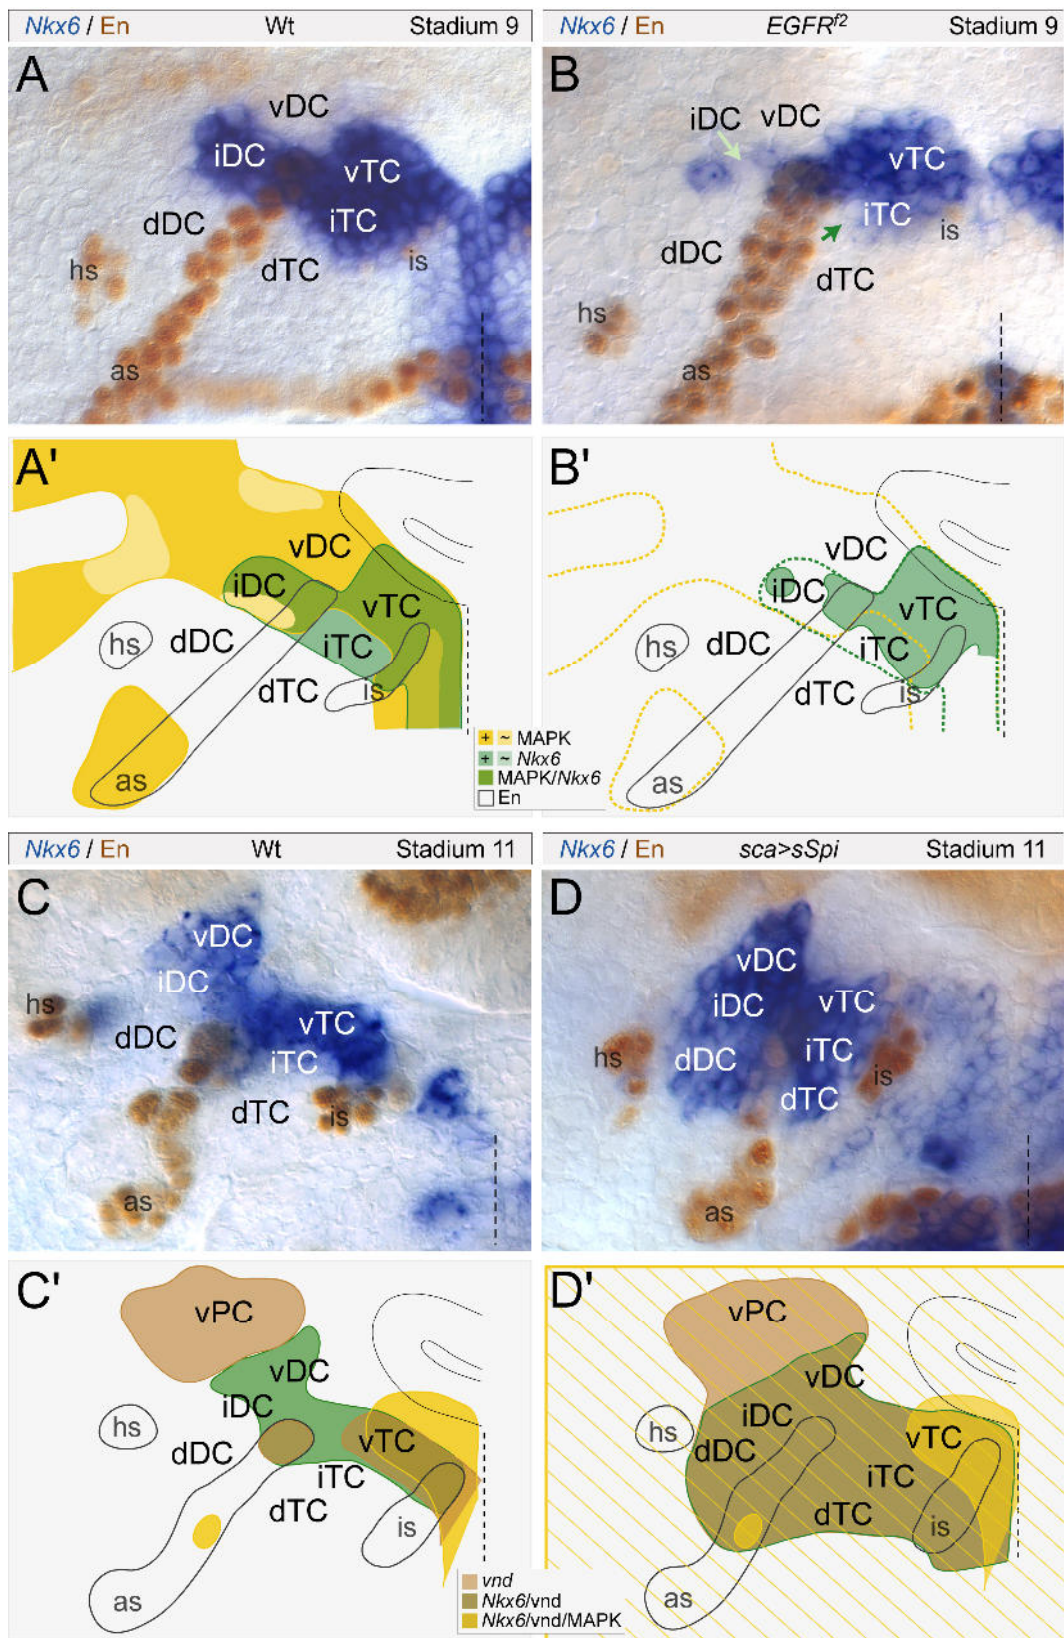 Nkx6 / En Wt Stadium 9
Nkx6 / En EGFRf2 Stadium 9
A
vDC
iDC
vTC
iTC
dDC
is
hs
dTC
as
B
iDC vDC
vTC
iTC
is
dDC
dTC
hs
as
A'
vDC
iDC
vTC
hs
dDC
iTC
dTC
is
as
B'
vDC
iDC
vTC
hs
dDC
iTC
dTC
is
as
+ ~ MAPK
+ ~ Nkx6
MAPK/Nkx6
En
Nkx6 / En Wt Stadium 11
Nkx6 / En sca>sSpi Stadium 11
C
vDC
iDC
hs
vTC
dDC
iTC
dTC
is
as
D
vDC
iDC
vTC
hs
dDC
iTC
is
dTC
as
C'
vPC
vDC
iDC
hs
dDC
vTC
iTC
dTC
is
as
D'
vPC
vDC
iDC
hs
dDC
vTC
iTC
dTC
is
as
vnd
Nkx6/vnd
Nkx6/vnd/MAPK